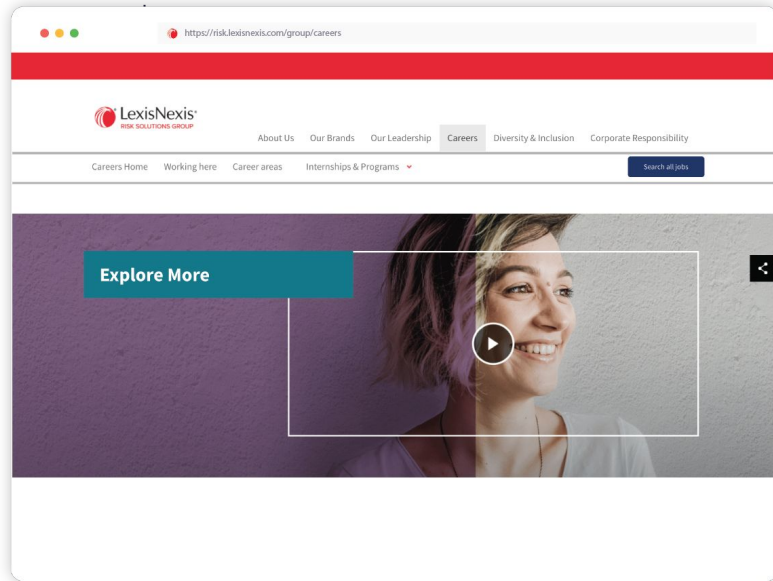 https://risk.lexisnexis.com/group/careers
LexisNexis®
RISK SOLUTIONS GROUP
About Us Our Brands Our Leadership Careers Diversity & Inclusion Corporate Responsibility
Careers Home Working here Career areas Internships & Programs Search all jobs
Explore More